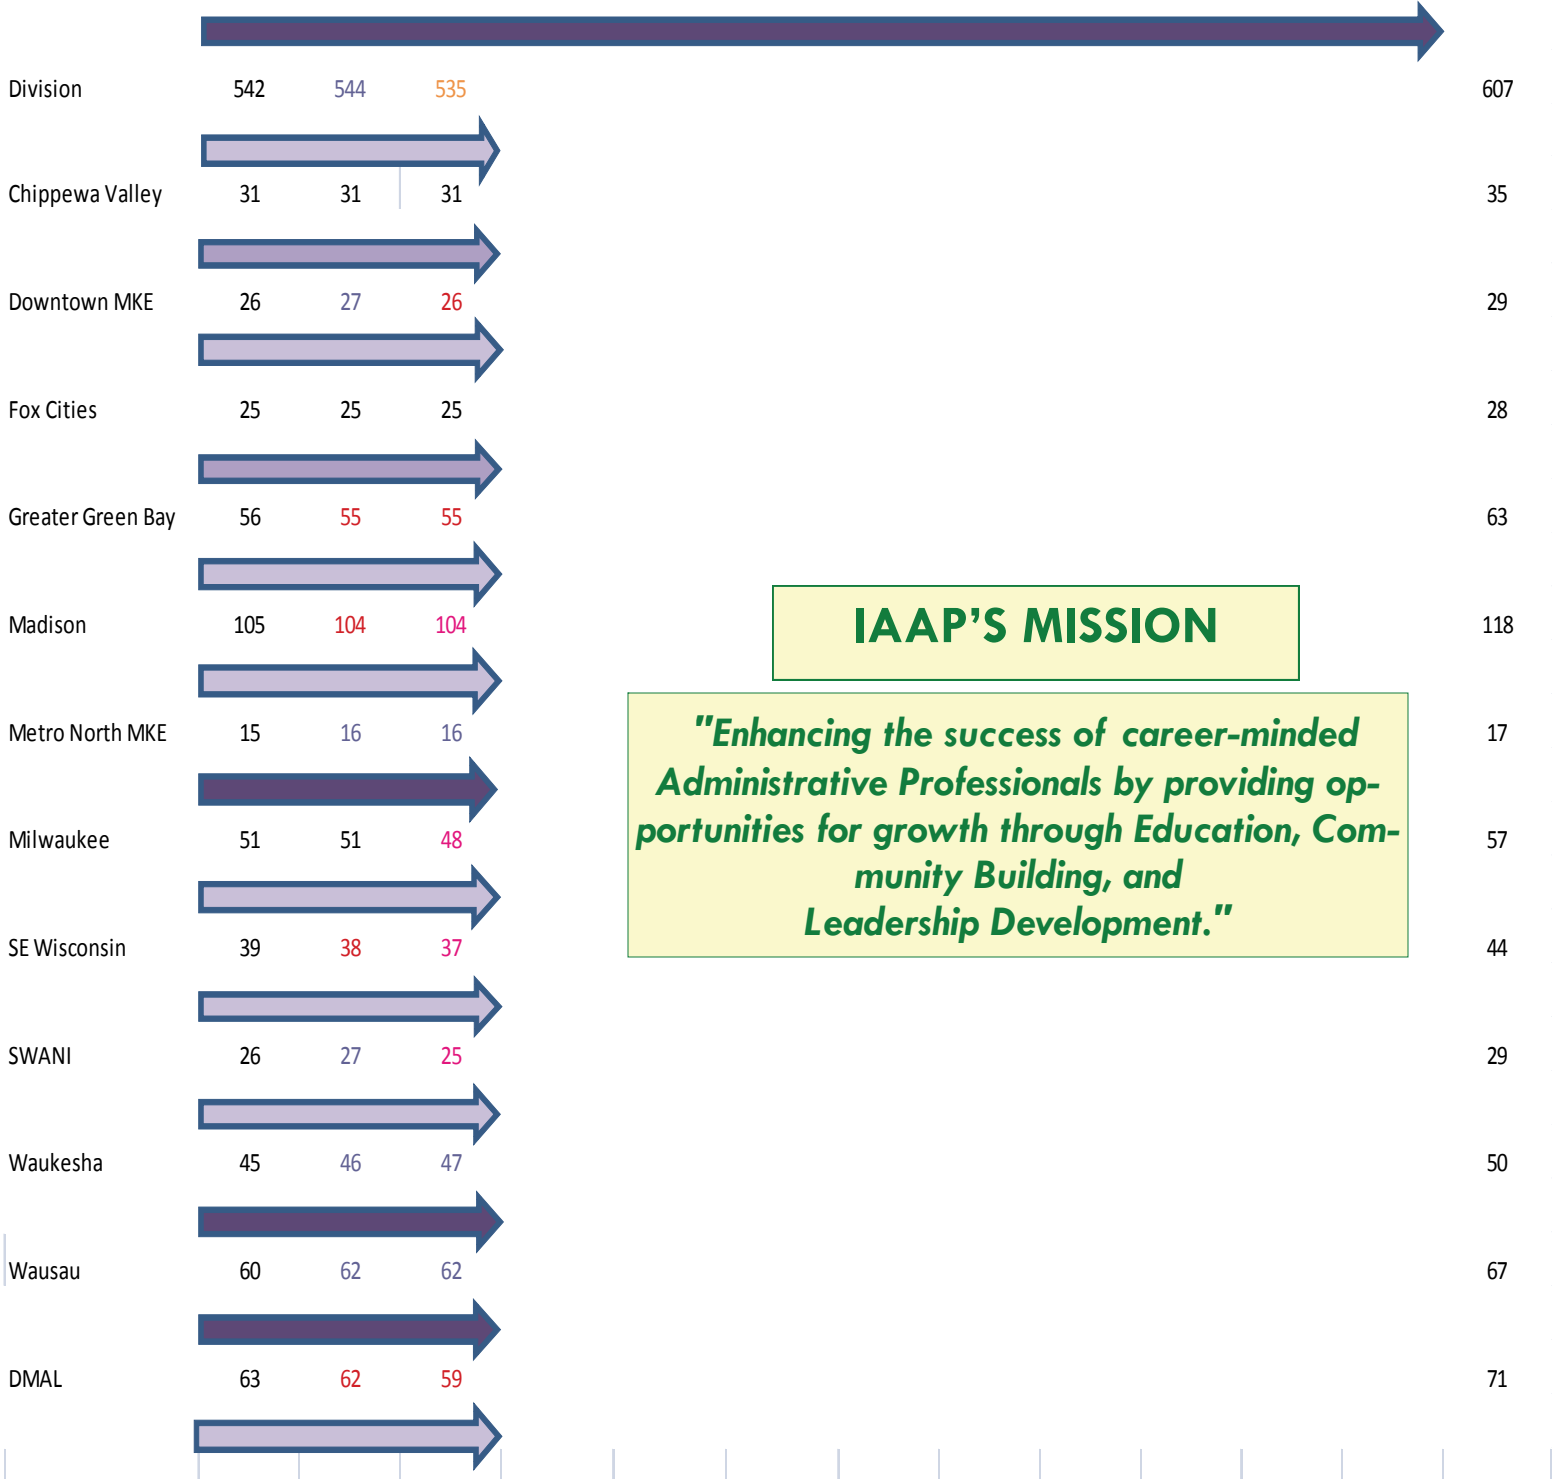 Division 542 544 535 607
Chippewa Valley 31 31 31 35
Downtown MKE 26 27 26 29
Fox Cities 25 25 25 28
Greater Green Bay 56 55 55 63
Madison 105 104 104 118
IAAP'S MISSION
Metro North MKE 15 16 16 17
"Enhancing the success of career-minded
Administrative Professionals by providing op-
portunities for growth through Education, Com-
munity Building, and
Leadership Development."
Milwaukee 51 51 48 57
SE Wisconsin 39 38 37 44
SWANI 26 27 25 29
Waukesha 45 46 47 50
Wausau 60 62 62 67
DMAL 63 62 59 71